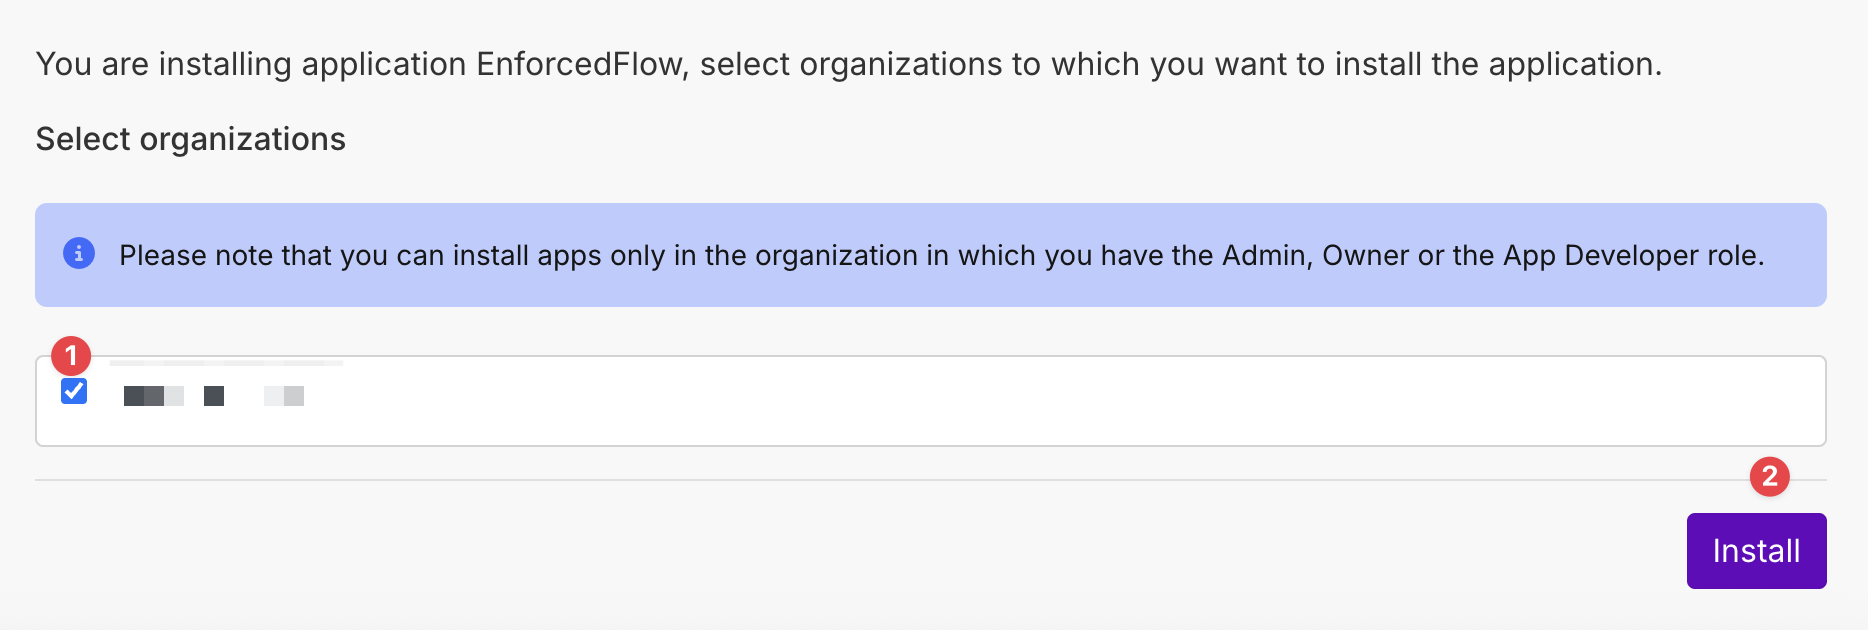 You are installing application EnforcedFlow, select organizations to which you want to install the application.
Select organizations
Please note that you can install apps only in the organization in which you have the Admin, Owner or the App Developer role.
1
2
Install